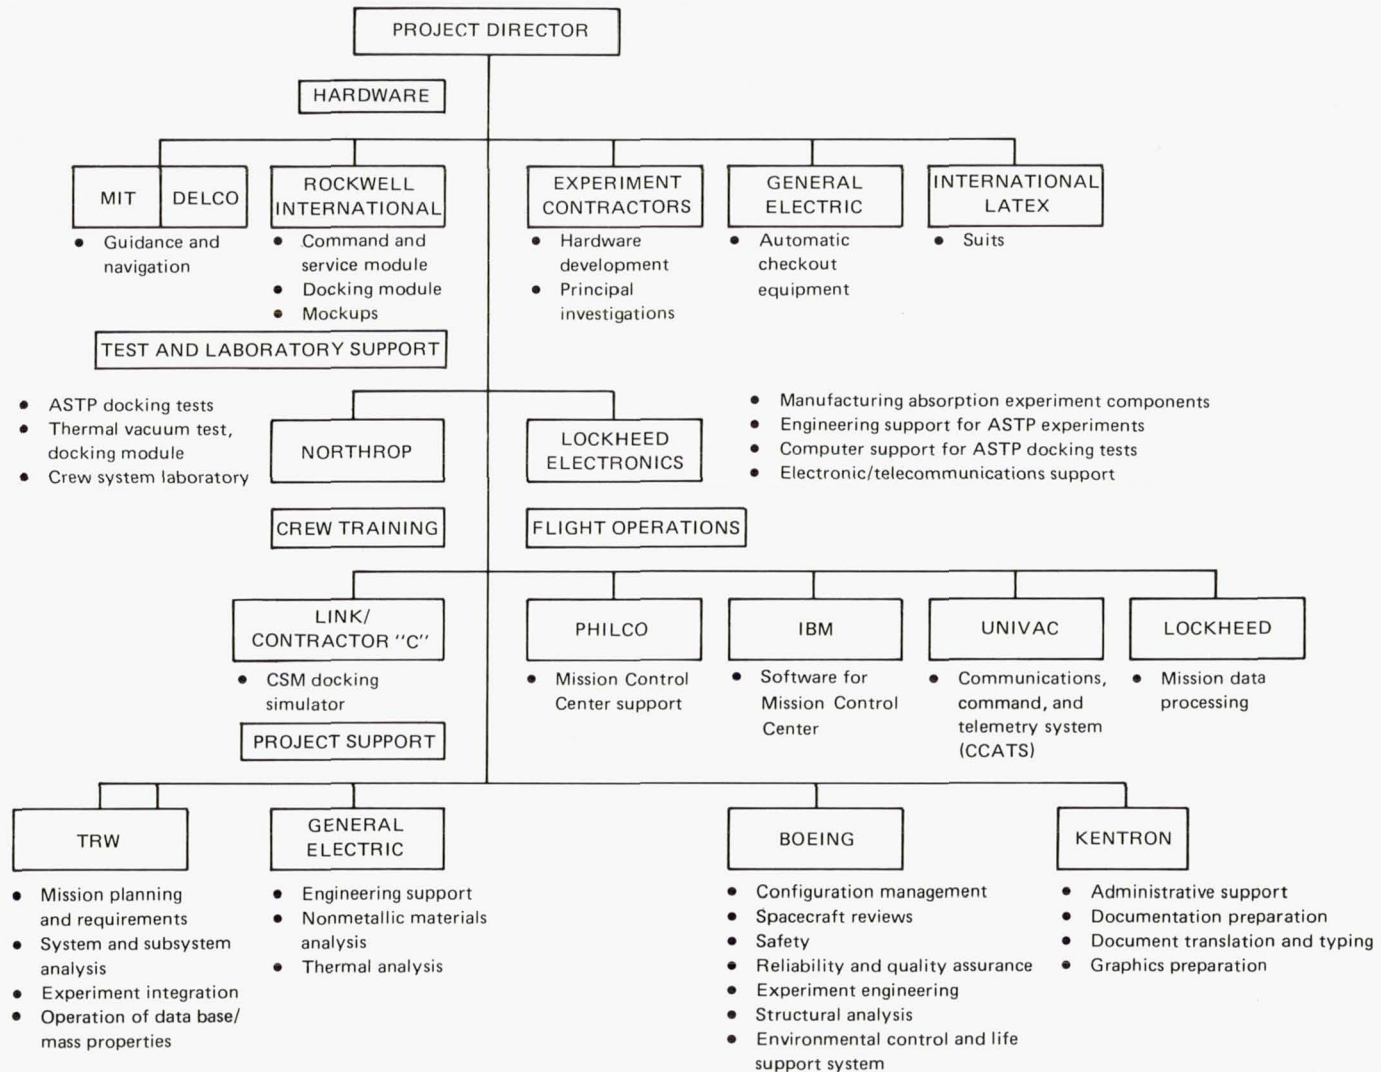 PROJECT DIRECTOR
HARDWARE
MIT
DELCO
ROCKWELL
INTERNATIONAL
EXPERIMENT
CONTRACTORS
GENERAL
ELECTRIC
INTERNATIONAL
LATEX
• Guidance and
navigation
• Command and
service module
• Docking module
• Mockups
• Hardware
development
• Principal
investigations
• Automatic
checkout
equipment
• Suits
TEST AND LABORATORY SUPPORT
• ASTP docking tests
• Thermal vacuum test,
docking module
• Crew system laboratory
NORTHROP
LOCKHEED
ELECTRONICS
• Manufacturing absorption experiment components
• Engineering support for ASTP experiments
• Computer support for ASTP docking tests
• Electronic/telecommunications support
CREW TRAINING
FLIGHT OPERATIONS
LINK/
CONTRACTOR "C"
PHILCO
IBM
UNIVAC
LOCKHEED
• CSM docking
simulator
• Mission Control
Center support
• Software for
Mission Control
Center
• Communications,
command, and
telemetry system
(CCATS)
• Mission data
processing
PROJECT SUPPORT
TRW
GENERAL
ELECTRIC
BOEING
KENTRON
• Mission planning
and requirements
• System and subsystem
analysis
• Experiment integration
• Operation of data base/
mass properties
• Engineering support
• Nonmetallic materials
analysis
• Thermal analysis
• Configuration management
• Spacecraft reviews
• Safety
• Reliability and quality assurance
• Experiment engineering
• Structural analysis
• Environmental control and life
support system
• Administrative support
• Documentation preparation
• Document translation and typing
• Graphics preparation